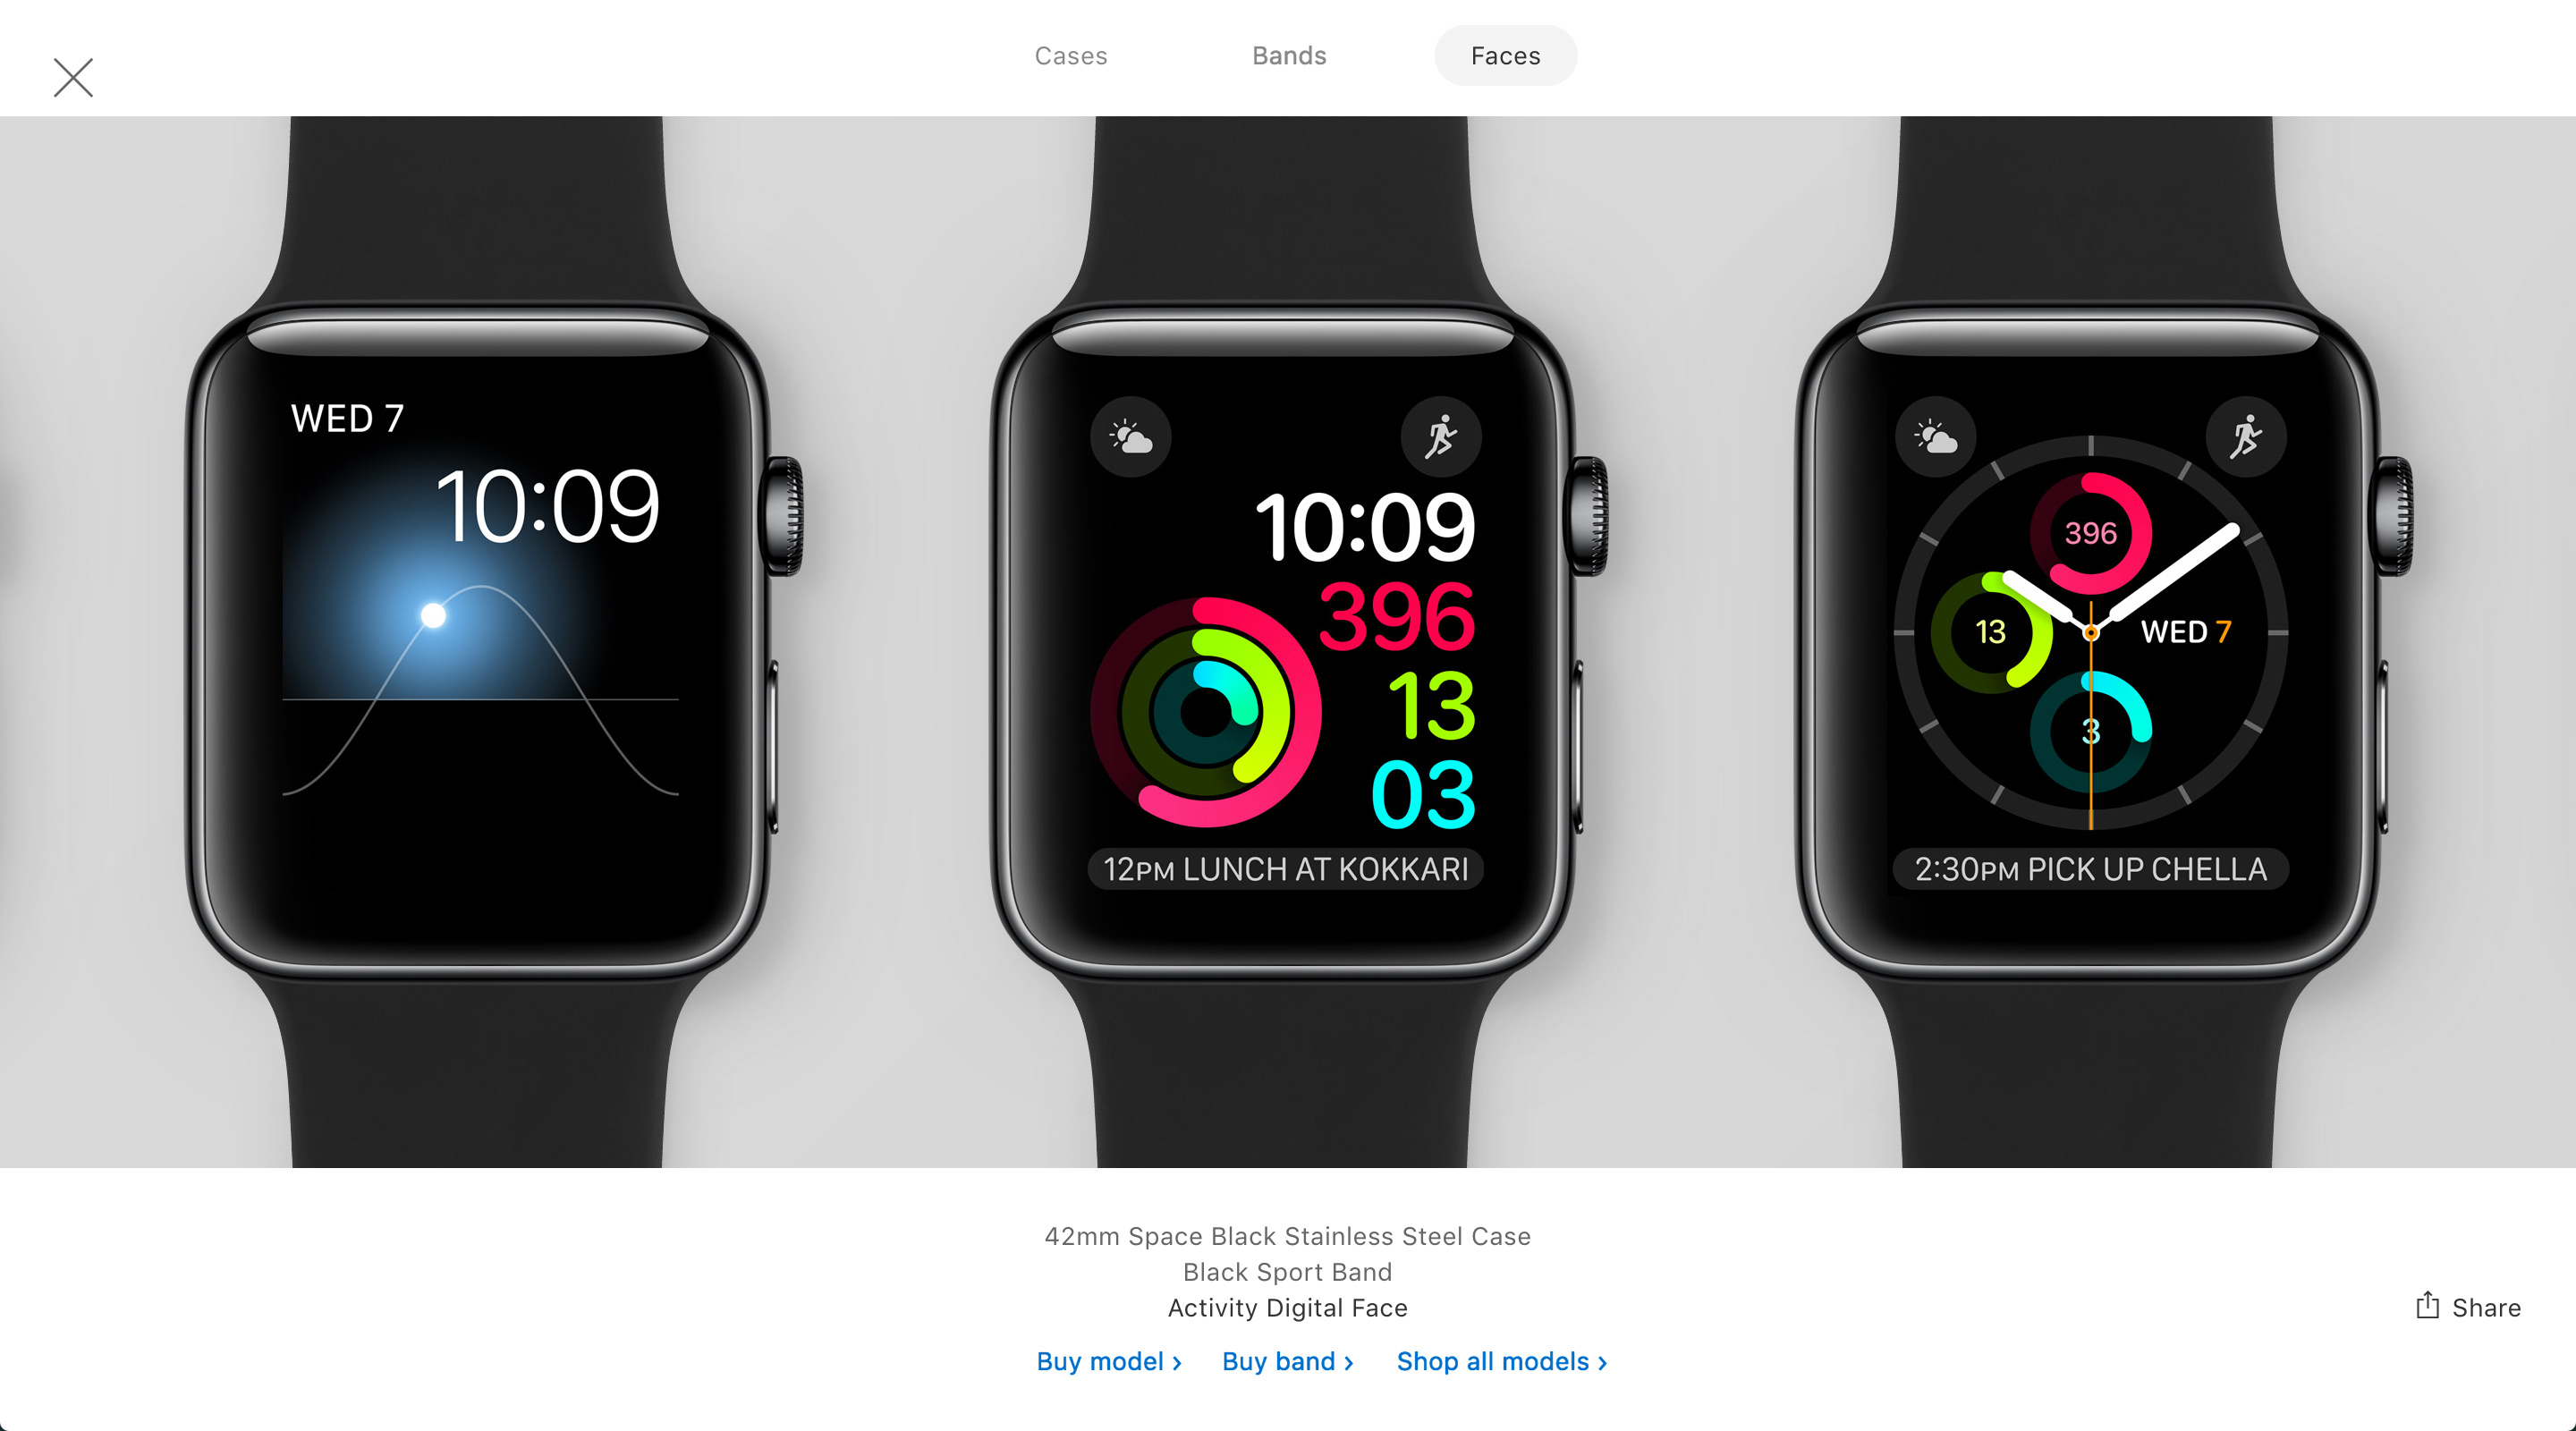 Cases
Bands
Faces
WED 7
10:09
10:09
396
13
03
12PM LUNCH AT KOKKARI
396
13
WED 7
3
2:30PM PICK UP CHELLA
42mm Space Black Stainless Steel Case
Black Sport Band
Activity Digital Face
Share
Buy model ›
Buy band ›
Shop all models ›